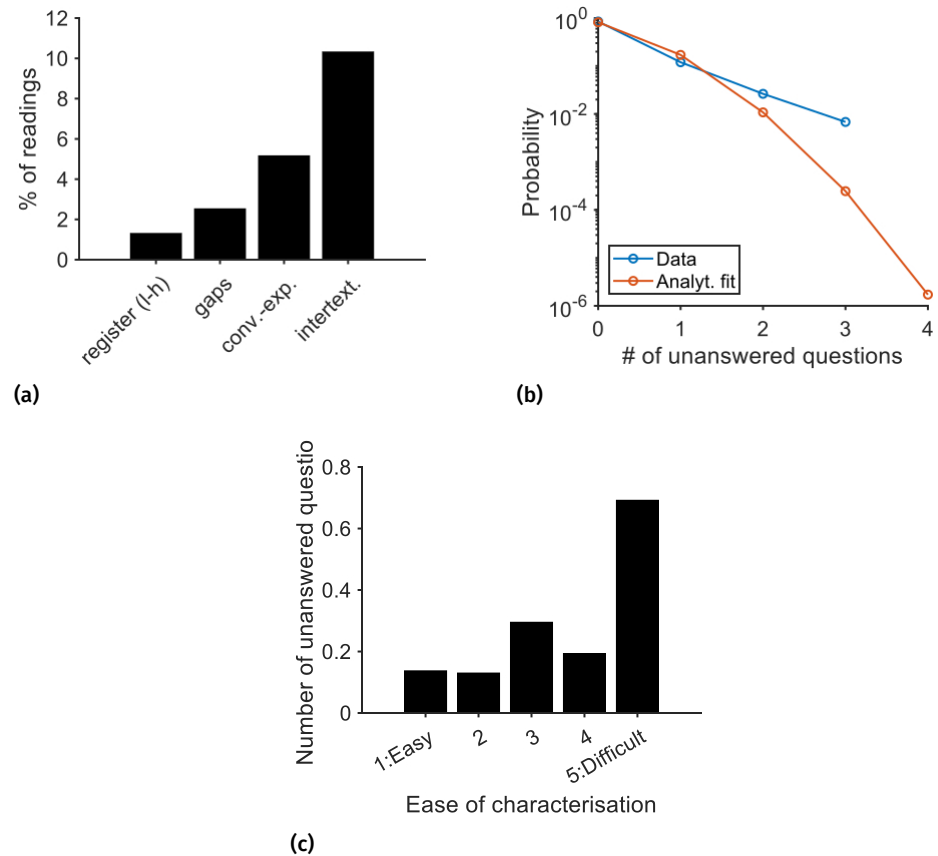 12
10
8
6
4
2
0
% of readings
register (l-h)
gaps
conv.-exp.
intertext.
(a)
10^0
10^-2
10^-4
10^-6
Probability
Data
Analyt. fit
0 1 2 3 4
# of unanswered questions
(b)
0.8
0.6
0.4
0.2
0
Number of unanswered questio
1:Easy
2
3
4
5:Difficult
Ease of characterisation
(c)